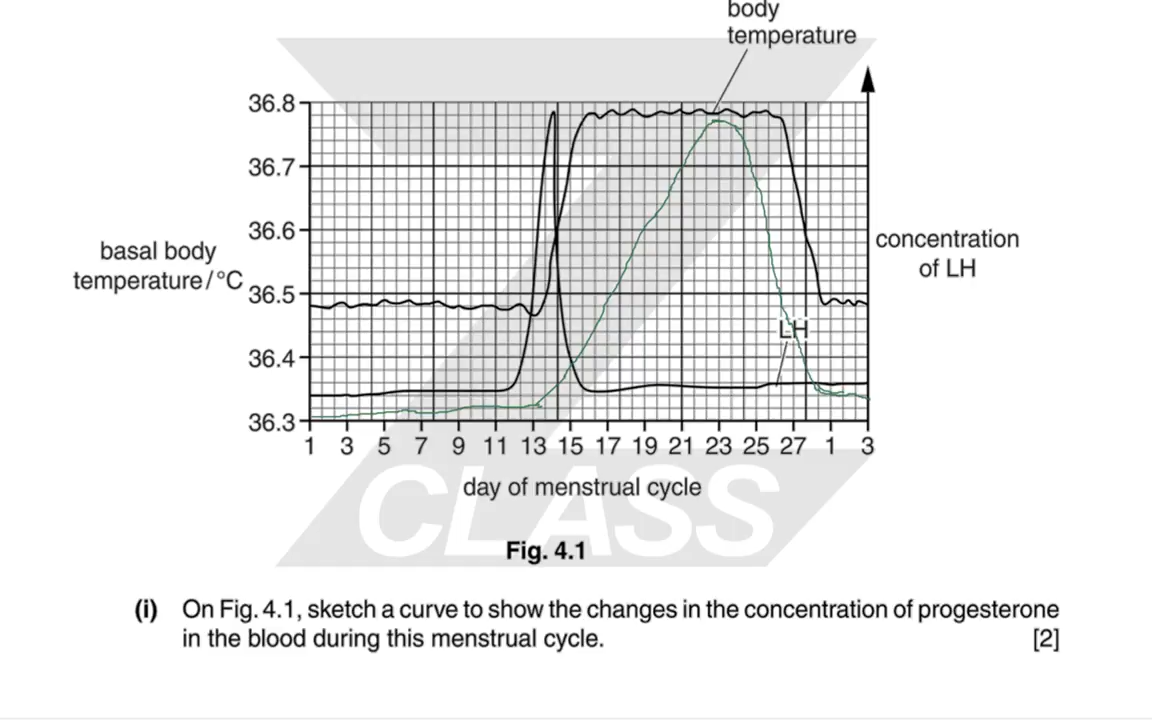 body
temperature
36.8
36.7
36.6
36.5
36.4
36.3
basal body
temperature/°C
concentration
of LH
LH
1 3 5 7 9 11 13 15 17 19 21 23 25 27 1 3
day of menstrual cycle
CLASS
Fig. 4.1
(i) On Fig. 4.1, sketch a curve to show the changes in the concentration of progesterone
in the blood during this menstrual cycle. [2]